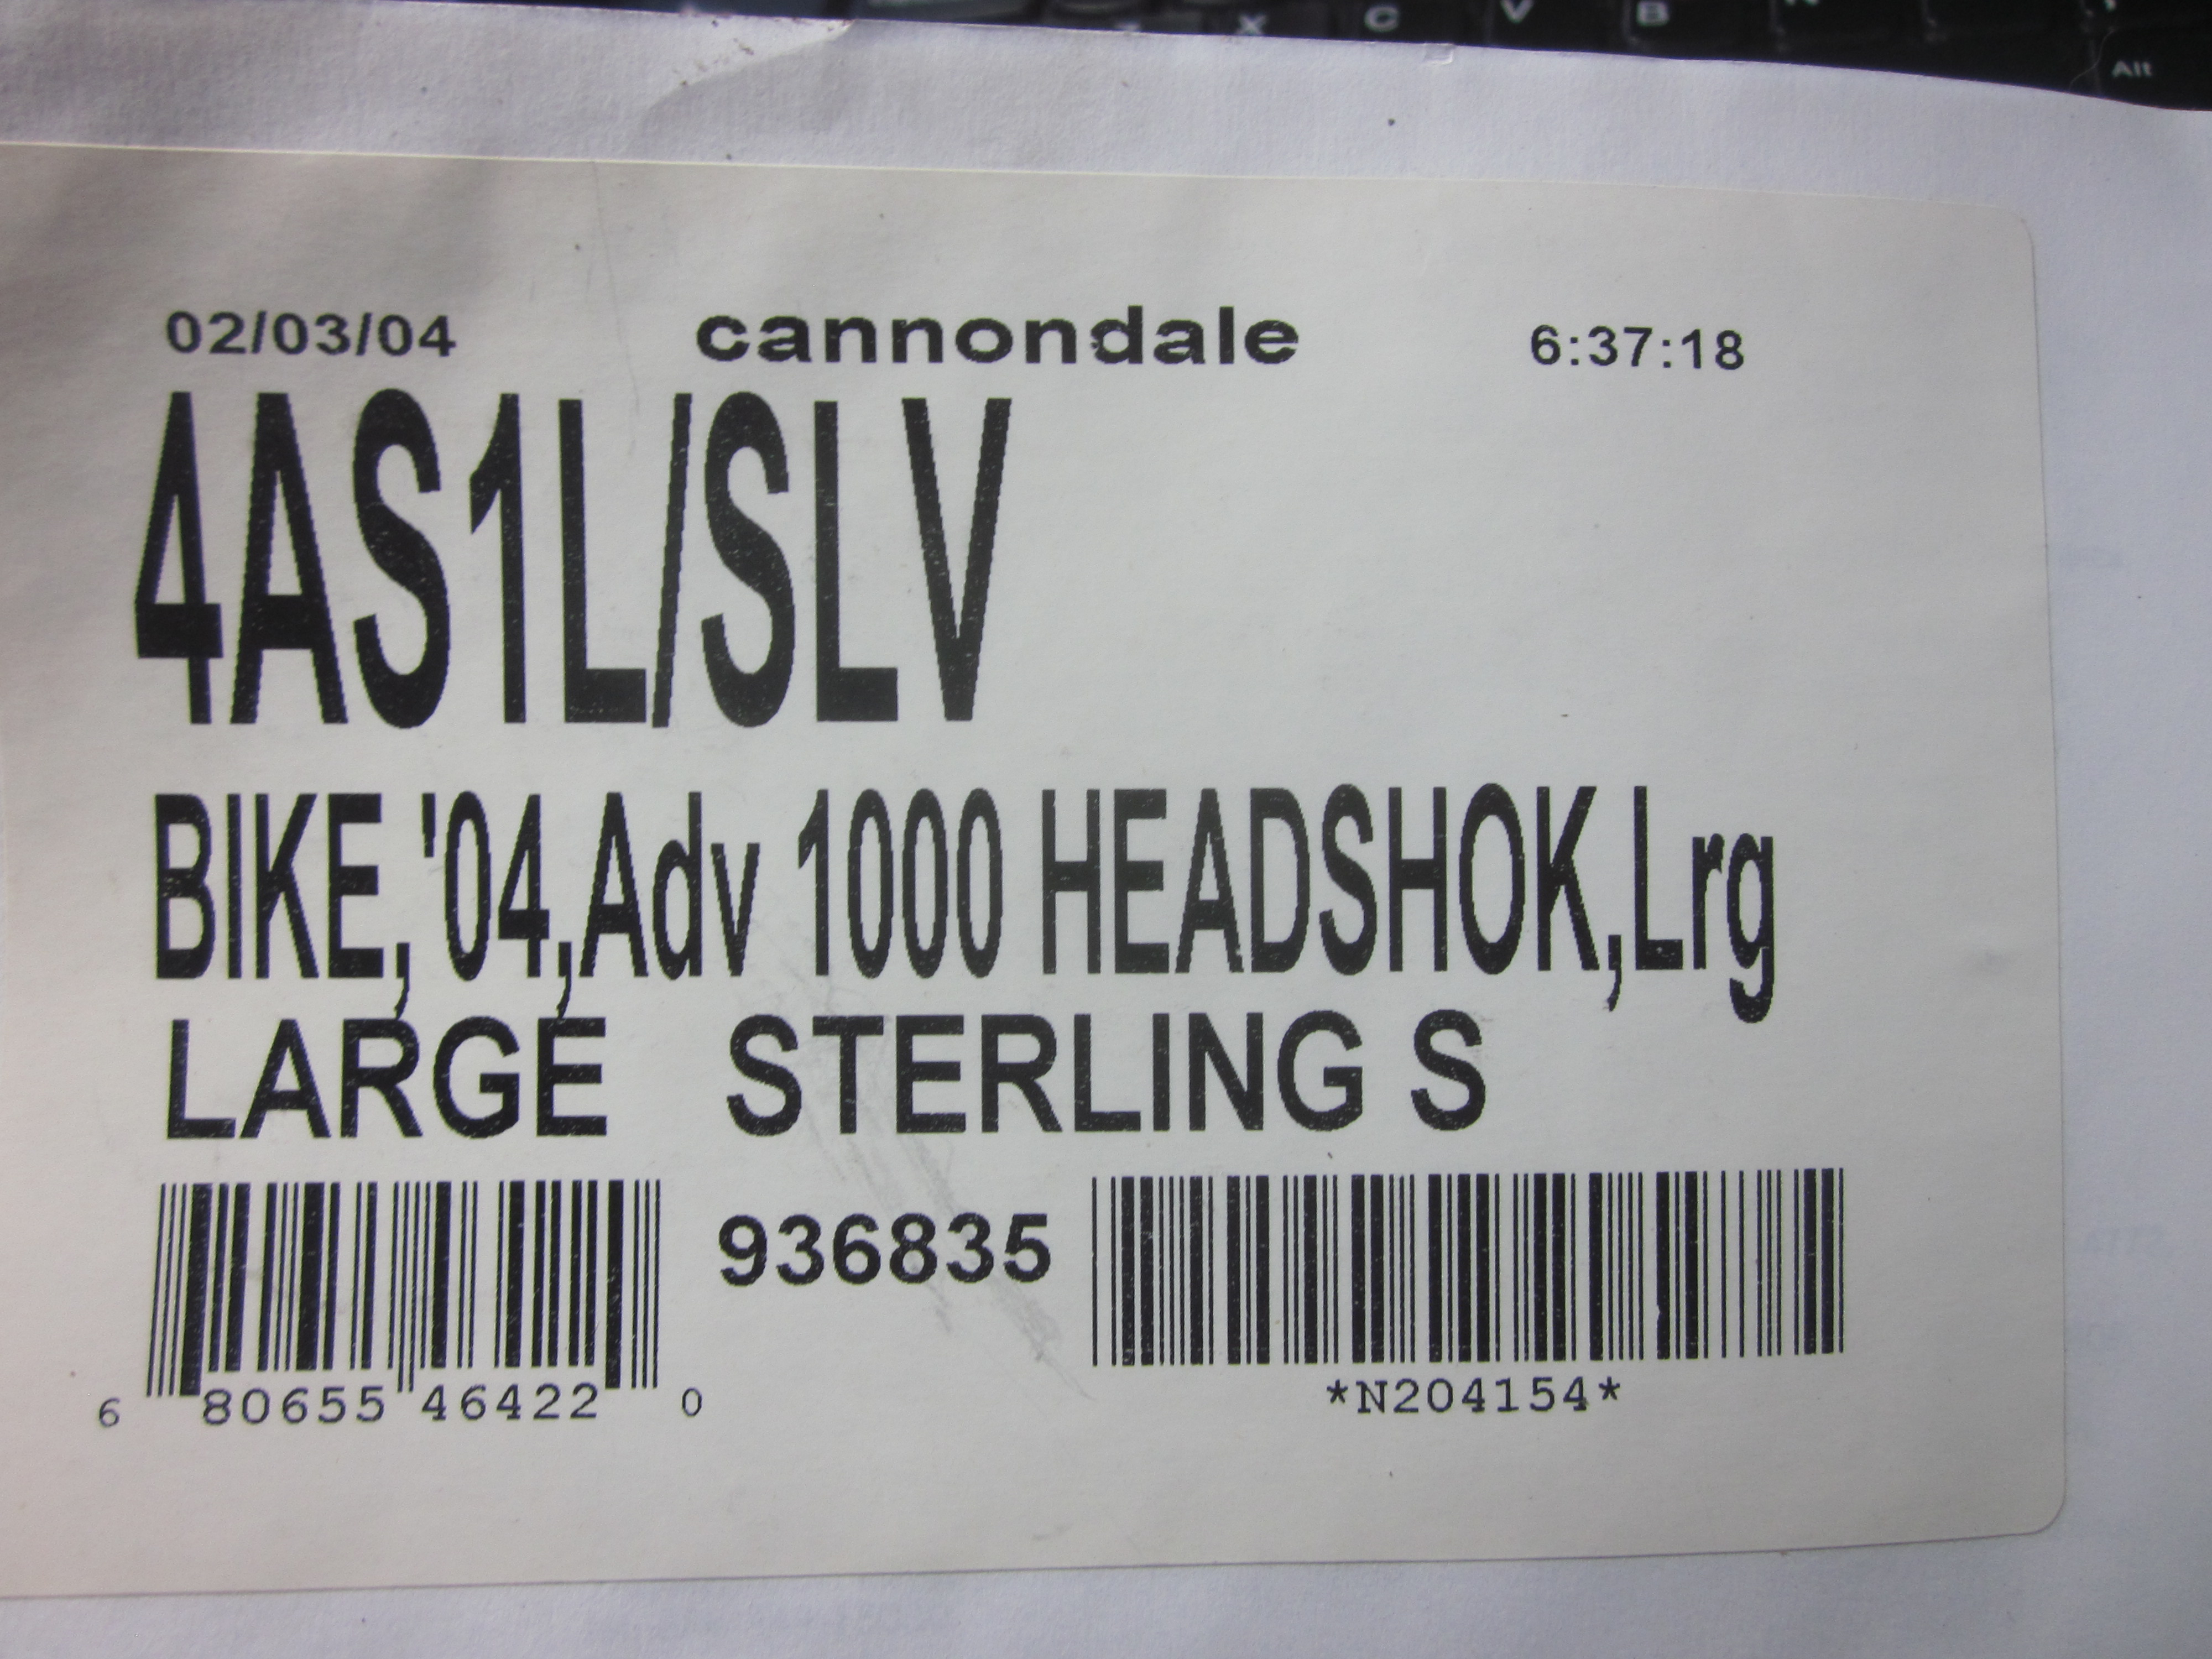 X C V B
Alt
02/03/04 cannondale 6:37:18
4AS1L/SLV
BIKE, '04,Adv 1000 HEADSHOK,Lrg
LARGE STERLING S
936835
6 80655 46422 0
*N204154*